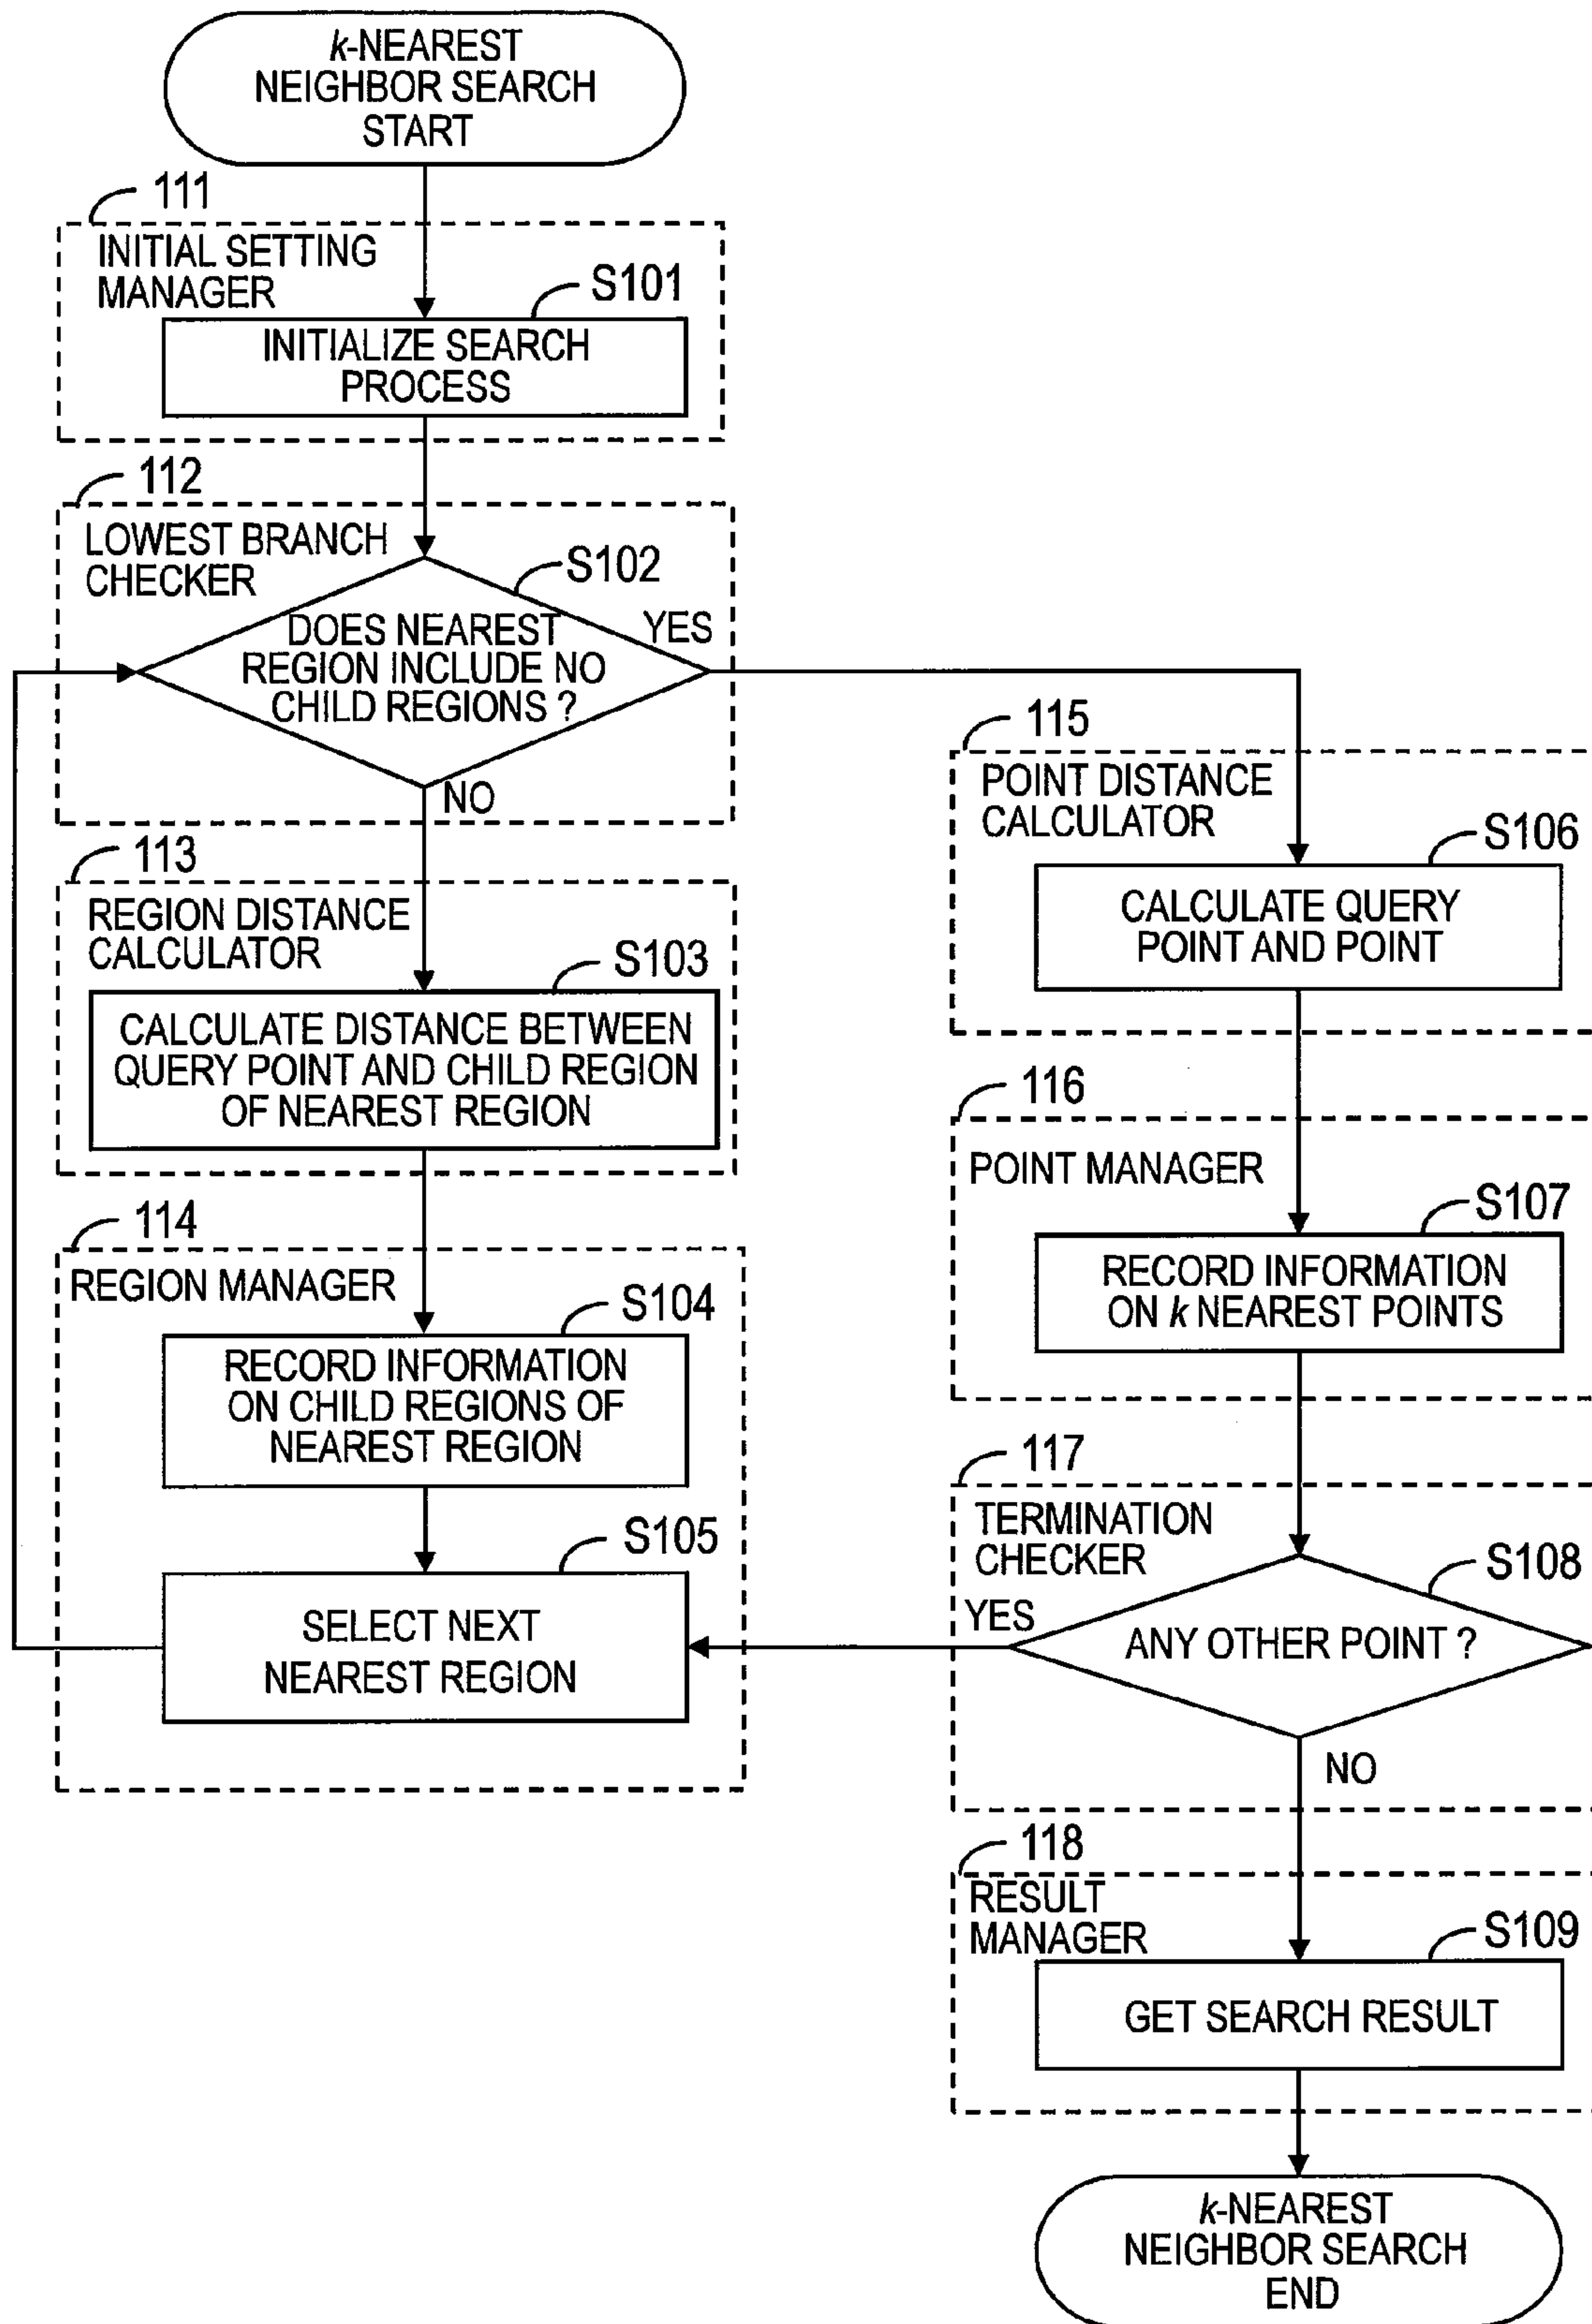 k-NEAREST
NEIGHBOR SEARCH
START
111
INITIAL SETTING
MANAGER
S101
INITIALIZE SEARCH
PROCESS
112
LOWEST BRANCH
CHECKER
S102
DOES NEAREST
REGION INCLUDE NO
CHILD REGIONS ?
YES
NO
113
REGION DISTANCE
CALCULATOR
S103
CALCULATE DISTANCE BETWEEN
QUERY POINT AND CHILD REGION
OF NEAREST REGION
114
REGION MANAGER
S104
RECORD INFORMATION
ON CHILD REGIONS OF
NEAREST REGION
S105
SELECT NEXT
NEAREST REGION
115
POINT DISTANCE
CALCULATOR
S106
CALCULATE QUERY
POINT AND POINT
116
POINT MANAGER
S107
RECORD INFORMATION
ON k NEAREST POINTS
117
TERMINATION
CHECKER
S108
YES
ANY OTHER POINT ?
NO
118
RESULT
MANAGER
S109
GET SEARCH RESULT
k-NEAREST
NEIGHBOR SEARCH
END